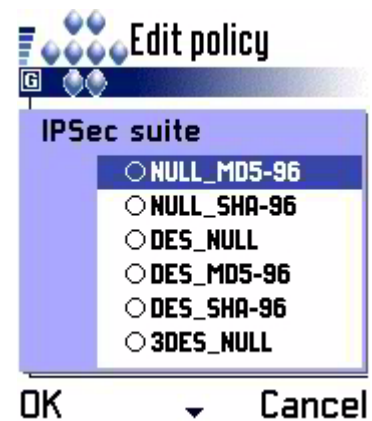 Edit policy
G
IPSec suite
NULL_MD5-96
NULL_SHA-96
DES_NULL
DES_MD5-96
DES_SHA-96
3DES_NULL
OK Cancel